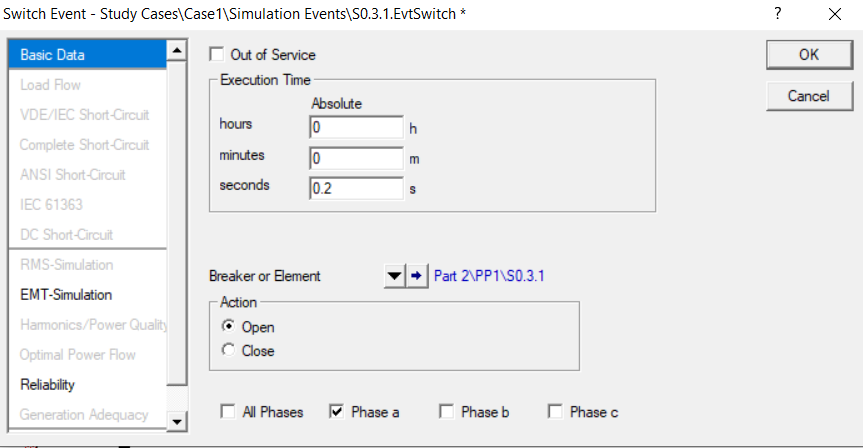 Switch Event - Study Cases\Case1\Simulation Events\S0.3.1.EvtSwitch *
?
Basic Data
Load Flow
VDE/IEC Short-Circuit
Complete Short-Circuit
ANSI Short-Circuit
IEC 61363
DC Short-Circuit
RMS-Simulation
EMT-Simulation
Harmonics/Power Quality
Optimal Power Flow
Reliability
Generation Adequacy
Out of Service
Execution Time
Absolute
hours 0 h
minutes 0 m
seconds 0.2 s
Breaker or Element Part 2\PP1\S0.3.1
Action
Open
Close
All Phases Phase a Phase b Phase c
OK
Cancel